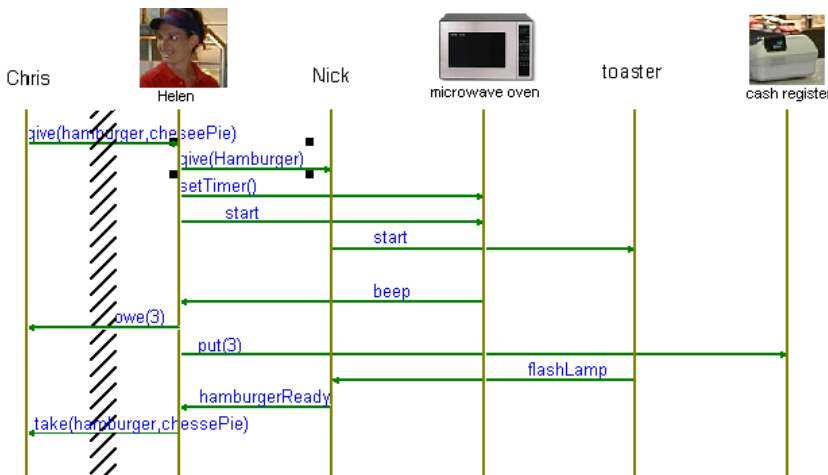 Chris
Helen
Nick
microwave oven
toaster
cash register
give(hamburger,cheseePie)
give(Hamburger)
setTimer()
start
start
beep
owe(3)
put(3)
flashLamp
hamburgerReady
take(hamburger,chessePie)